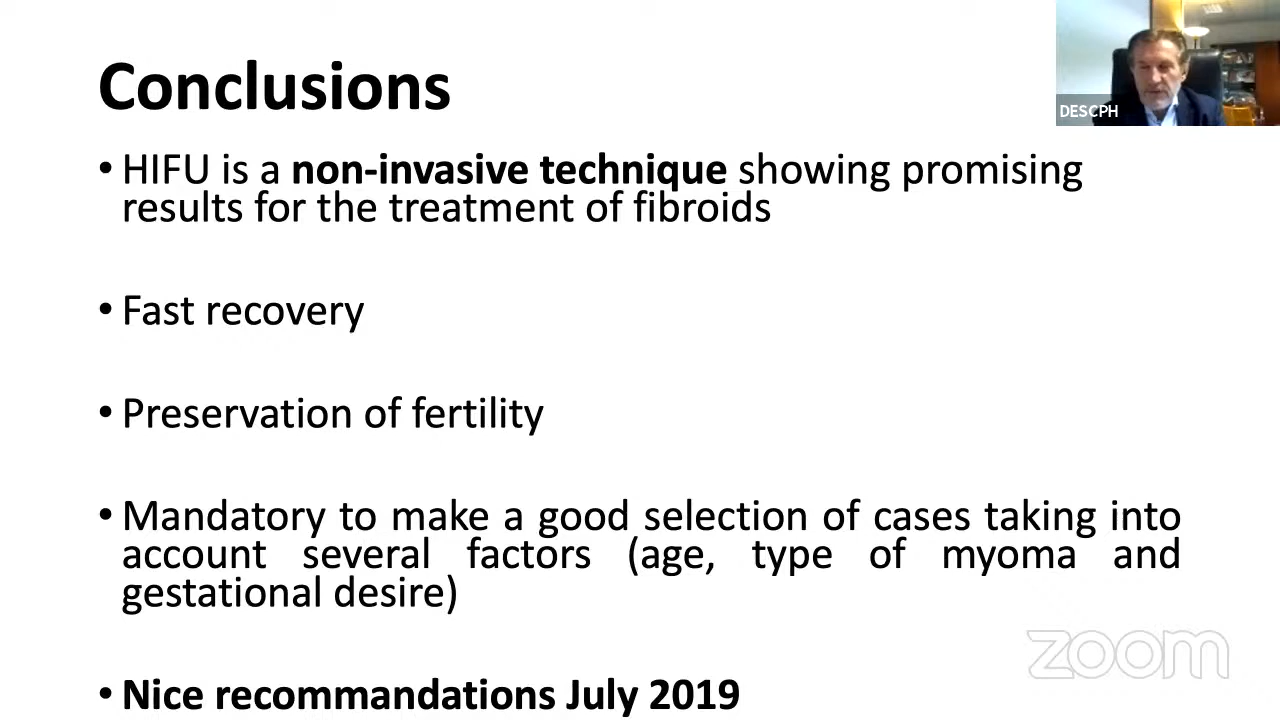 Conclusions
DESCPH
• HIFU is a non-invasive technique showing promising
results for the treatment of fibroids
• Fast recovery
• Preservation of fertility
• Mandatory to make a good selection of cases taking into
account several factors (age, type of myoma and
gestational desire)
zoom
• Nice recommandations July 2019